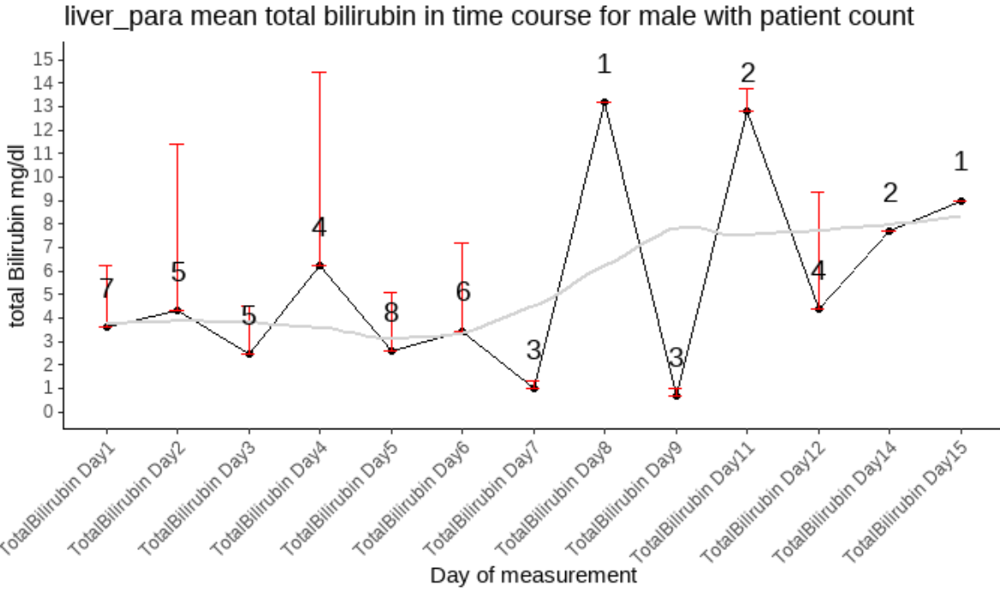 liver_para mean total bilirubin in time course for male with patient count
total Bilirubin mg/dl
15
14
13
12
11
10
9
8
7
6
5
4
3
2
1
0
7
5
5
4
8
6
3
1
3
2
4
2
1
TotalBilirubin Day1
TotalBilirubin Day2
TotalBilirubin Day3
TotalBilirubin Day4
TotalBilirubin Day5
TotalBilirubin Day6
TotalBilirubin Day7
TotalBilirubin Day8
TotalBilirubin Day9
TotalBilirubin Day11
TotalBilirubin Day12
TotalBilirubin Day14
TotalBilirubin Day15
Day of measurement